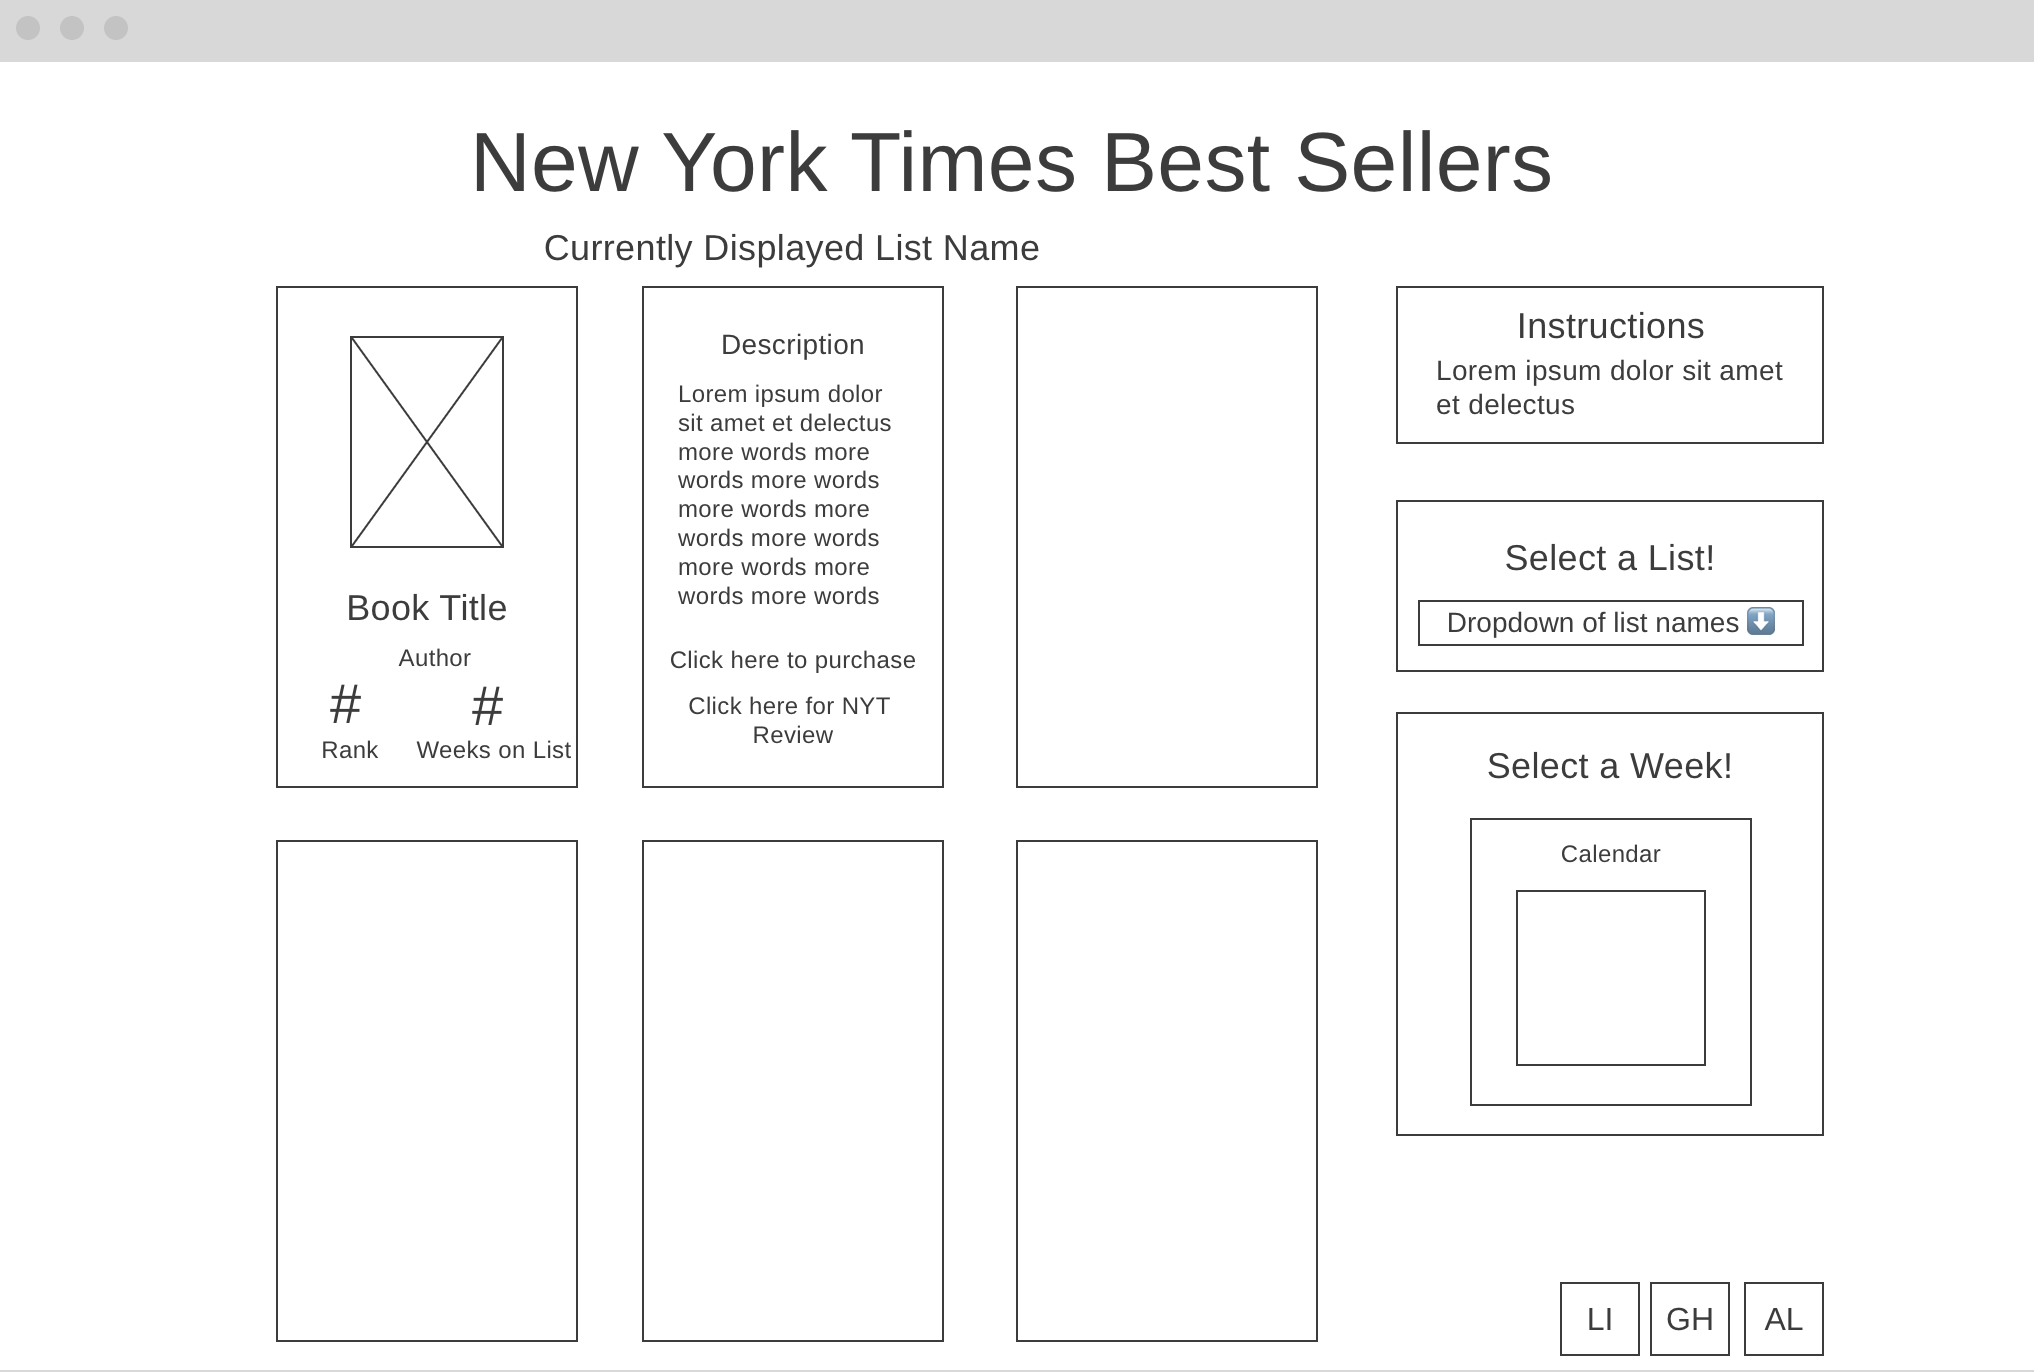 New York Times Best Sellers
Currently Displayed List Name
Book Title
Author
# #
Rank Weeks on List
Description
Lorem ipsum dolor
sit amet et delectus
more words more
words more words
more words more
words more words
more words more
words more words
Click here to purchase
Click here for NYT
Review
Instructions
Lorem ipsum dolor sit amet
et delectus
Select a List!
Dropdown of list names ⬇️
Select a Week!
Calendar
LI GH AL